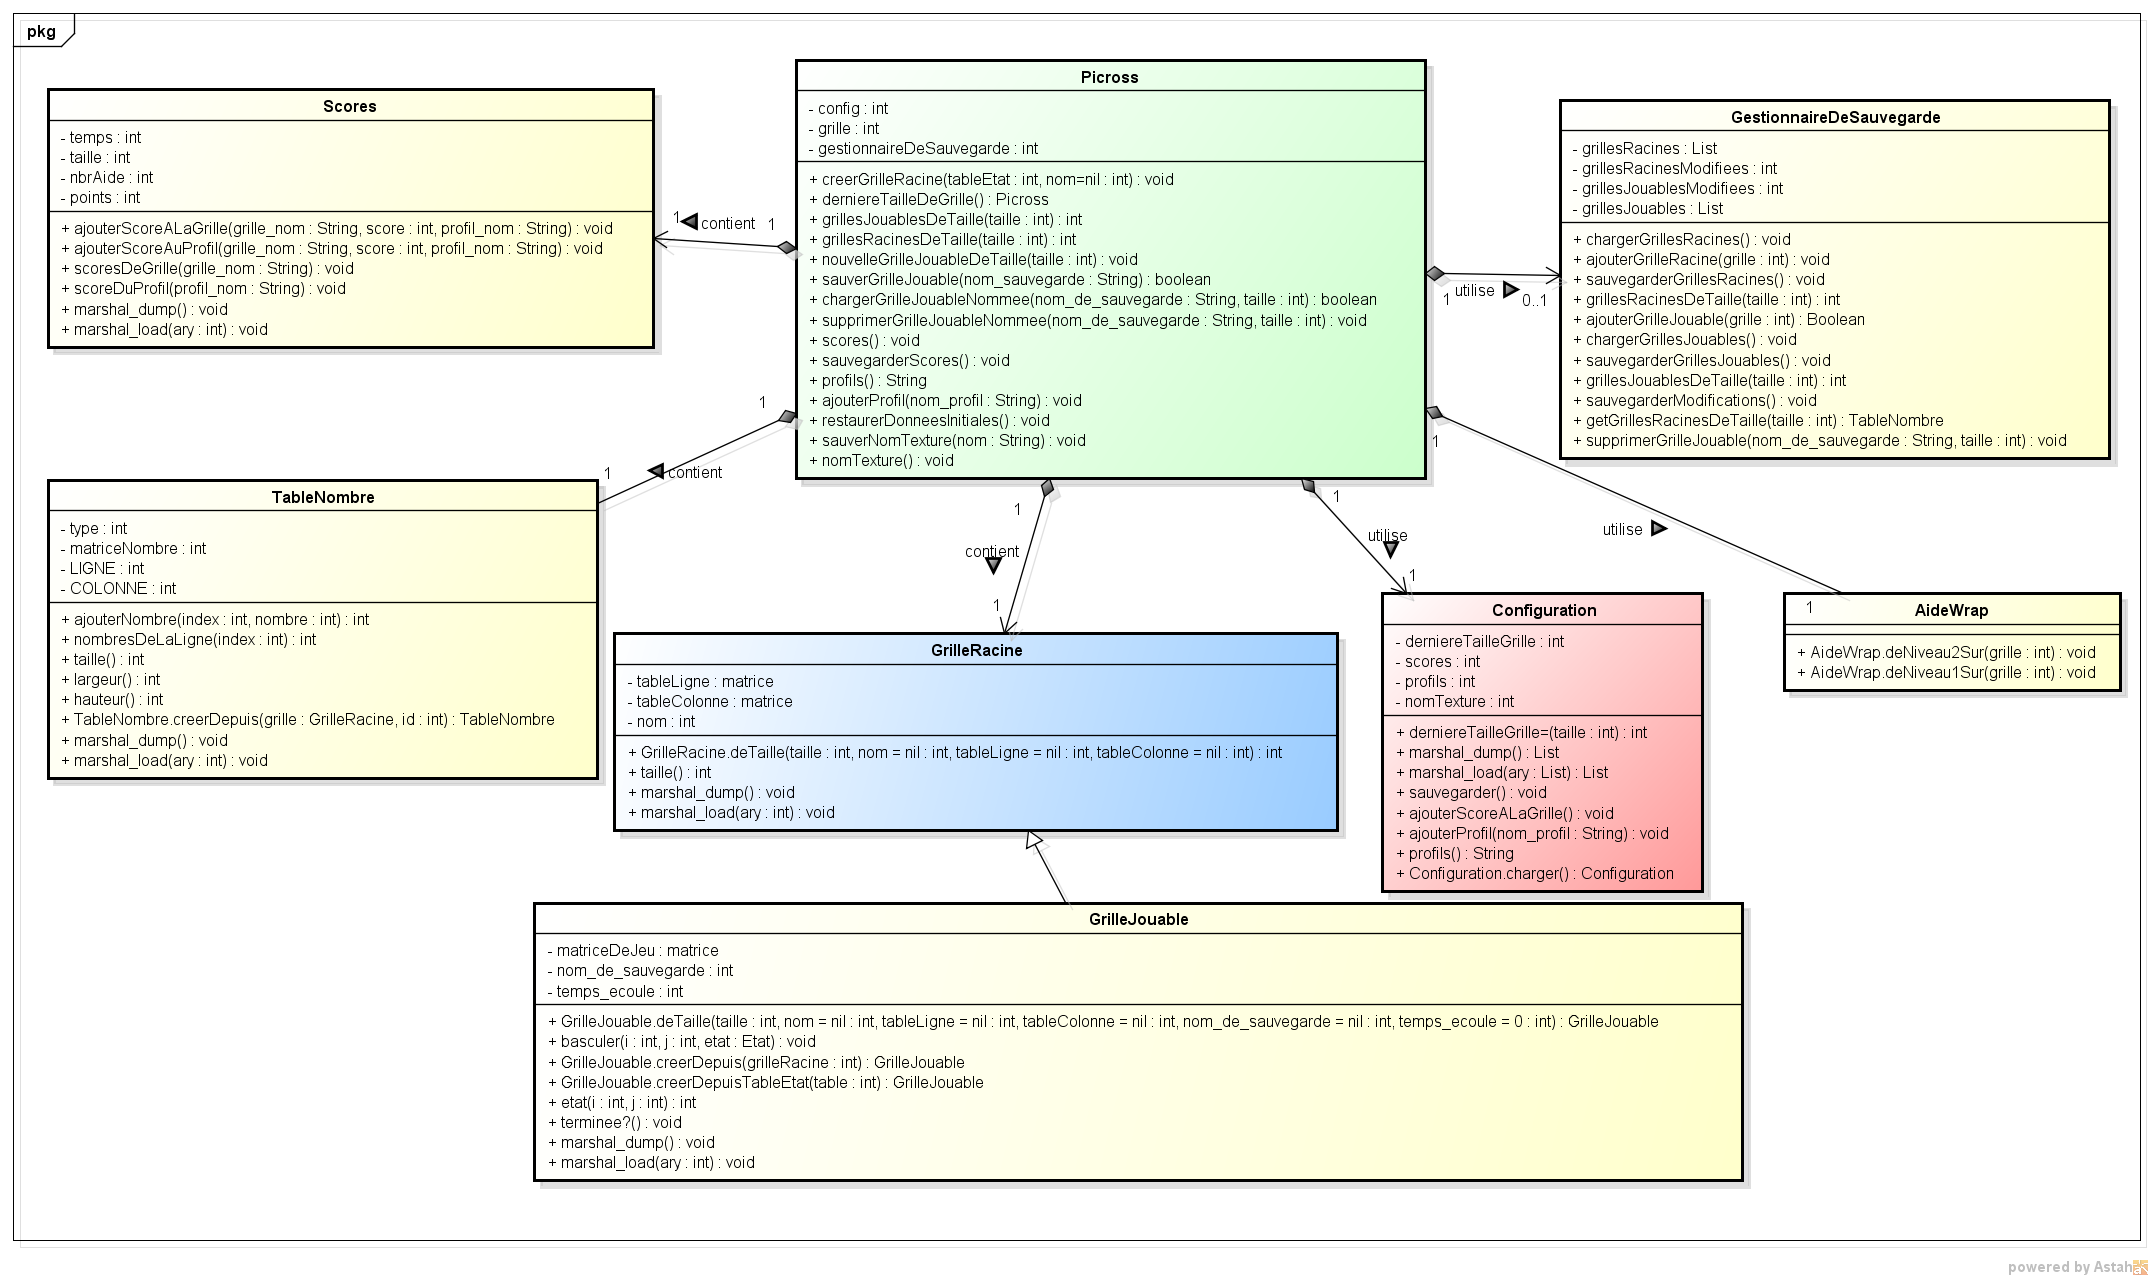 pkg
Scores
- temps : int
- taille : int
- nbrAide : int
- points : int
+ ajouterScoreALaGrille(grille_nom : String, score : int, profil_nom : String) : void
+ ajouterScoreAuProfil(grille_nom : String, score : int, profil_nom : String) : void
+ scoresDeGrille(grille_nom : String) : void
+ scoreDuProfil(profil_nom : String) : void
+ marshal_dump() : void
+ marshal_load(ary : int) : void
1
contient
1
Picross
- config : int
- grille : int
- gestionnaireDeSauvegarde : int
+ creerGrilleRacine(tableEtat : int, nom=nil : int) : void
+ derniereTailleDeGrille() : Picross
+ grillesJouablesDeTaille(taille : int) : int
+ grillesRacinesDeTaille(taille : int) : int
+ nouvelleGrilleJouableDeTaille(taille : int) : void
+ sauverGrilleJouable(nom_sauvegarde : String) : boolean
+ chargerGrilleJouableNommee(nom_de_sauvegarde : String, taille : int) : boolean
+ supprimerGrilleJouableNommee(nom_de_sauvegarde : String, taille : int) : void
+ scores() : void
+ sauvegarderScores() : void
+ profils() : String
+ ajouterProfil(nom_profil : String) : void
+ restaurerDonneesInitiales() : void
+ sauverNomTexture(nom : String) : void
+ nomTexture() : void
1
utilise
0..1
GestionnaireDeSauvegarde
- grillesRacines : List
- grillesRacinesModifiees : int
- grillesJouablesModifiees : int
- grillesJouables : List
+ chargerGrillesRacines() : void
+ ajouterGrilleRacine(grille : int) : void
+ sauvegarderGrillesRacines() : void
+ grillesRacinesDeTaille(taille : int) : int
+ ajouterGrilleJouable(grille : int) : Boolean
+ chargerGrillesJouables() : void
+ sauvegarderGrillesJouables() : void
+ grillesJouablesDeTaille(taille : int) : int
+ sauvegarderModifications() : void
+ getGrillesRacinesDeTaille(taille : int) : TableNombre
+ supprimerGrilleJouable(nom_de_sauvegarde : String, taille : int) : void
1
contient
1
TableNombre
- type : int
- matriceNombre : int
- LIGNE : int
- COLONNE : int
+ ajouterNombre(index : int, nombre : int) : int
+ nombresDeLaLigne(index : int) : int
+ taille() : int
+ largeur() : int
+ hauteur() : int
+ TableNombre.creerDepuis(grille : GrilleRacine, id : int) : TableNombre
+ marshal_dump() : void
+ marshal_load(ary : int) : void
1
contient
1
GrilleRacine
- tableLigne : matrice
- tableColonne : matrice
- nom : int
+ GrilleRacine.deTaille(taille : int, nom = nil : int, tableLigne = nil : int, tableColonne = nil : int) : int
+ taille() : int
+ marshal_dump() : void
+ marshal_load(ary : int) : void
1
utilise
1
Configuration
- derniereTailleGrille : int
- scores : int
- profils : int
- nomTexture : int
+ derniereTailleGrille=(taille : int) : int
+ marshal_dump() : List
+ marshal_load(ary : List) : List
+ sauvegarder() : void
+ ajouterScoreALaGrille() : void
+ ajouterProfil(nom_profil : String) : void
+ profils() : String
+ Configuration.charger() : Configuration
1
utilise
1
AideWrap
+ AideWrap.deNiveau2Sur(grille : int) : void
+ AideWrap.deNiveau1Sur(grille : int) : void
GrilleJouable
- matriceDeJeu : matrice
- nom_de_sauvegarde : int
- temps_ecoule : int
+ GrilleJouable.deTaille(taille : int, nom = nil : int, tableLigne = nil : int, tableColonne = nil : int, nom_de_sauvegarde = nil : int, temps_ecoule = 0 : int) : GrilleJouable
+ basculer(i : int, j : int, etat : Etat) : void
+ GrilleJouable.creerDepuis(grilleRacine : int) : GrilleJouable
+ GrilleJouable.creerDepuisTableEtat(table : int) : GrilleJouable
+ etat(i : int, j : int) : int
+ terminee?() : void
+ marshal_dump() : void
+ marshal_load(ary : int) : void
powered by Astah